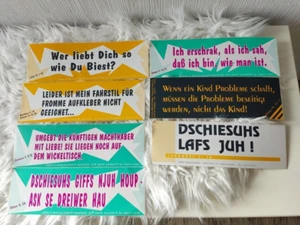 Wer liebt Dich so
wie Du Biest?
LEIDER IST MEIN FAHRSTIL FÜR
FROMME AUFKLEBER NICHT
GEEIGNET...
UMGEBT DIE KÜNFTIGEN MACHTHABER
MIT LIEBE! SIE LIEGEN NOCH AUF
DEM WICKELTISCH.
DSCHIESUHS GIFFS NJUH HOUP -
ASK SE DREIWER HAU
Ich erschrak, als ich sah,
daß ich bin, wie man ist.
WENN EIN KIND PROBLEME SCHAFFT,
MÜSSEN DIE PROBLEME BESEITIGT
WERDEN, NICHT DAS KIND!
DSCHIESUHS
LAFS JUH !